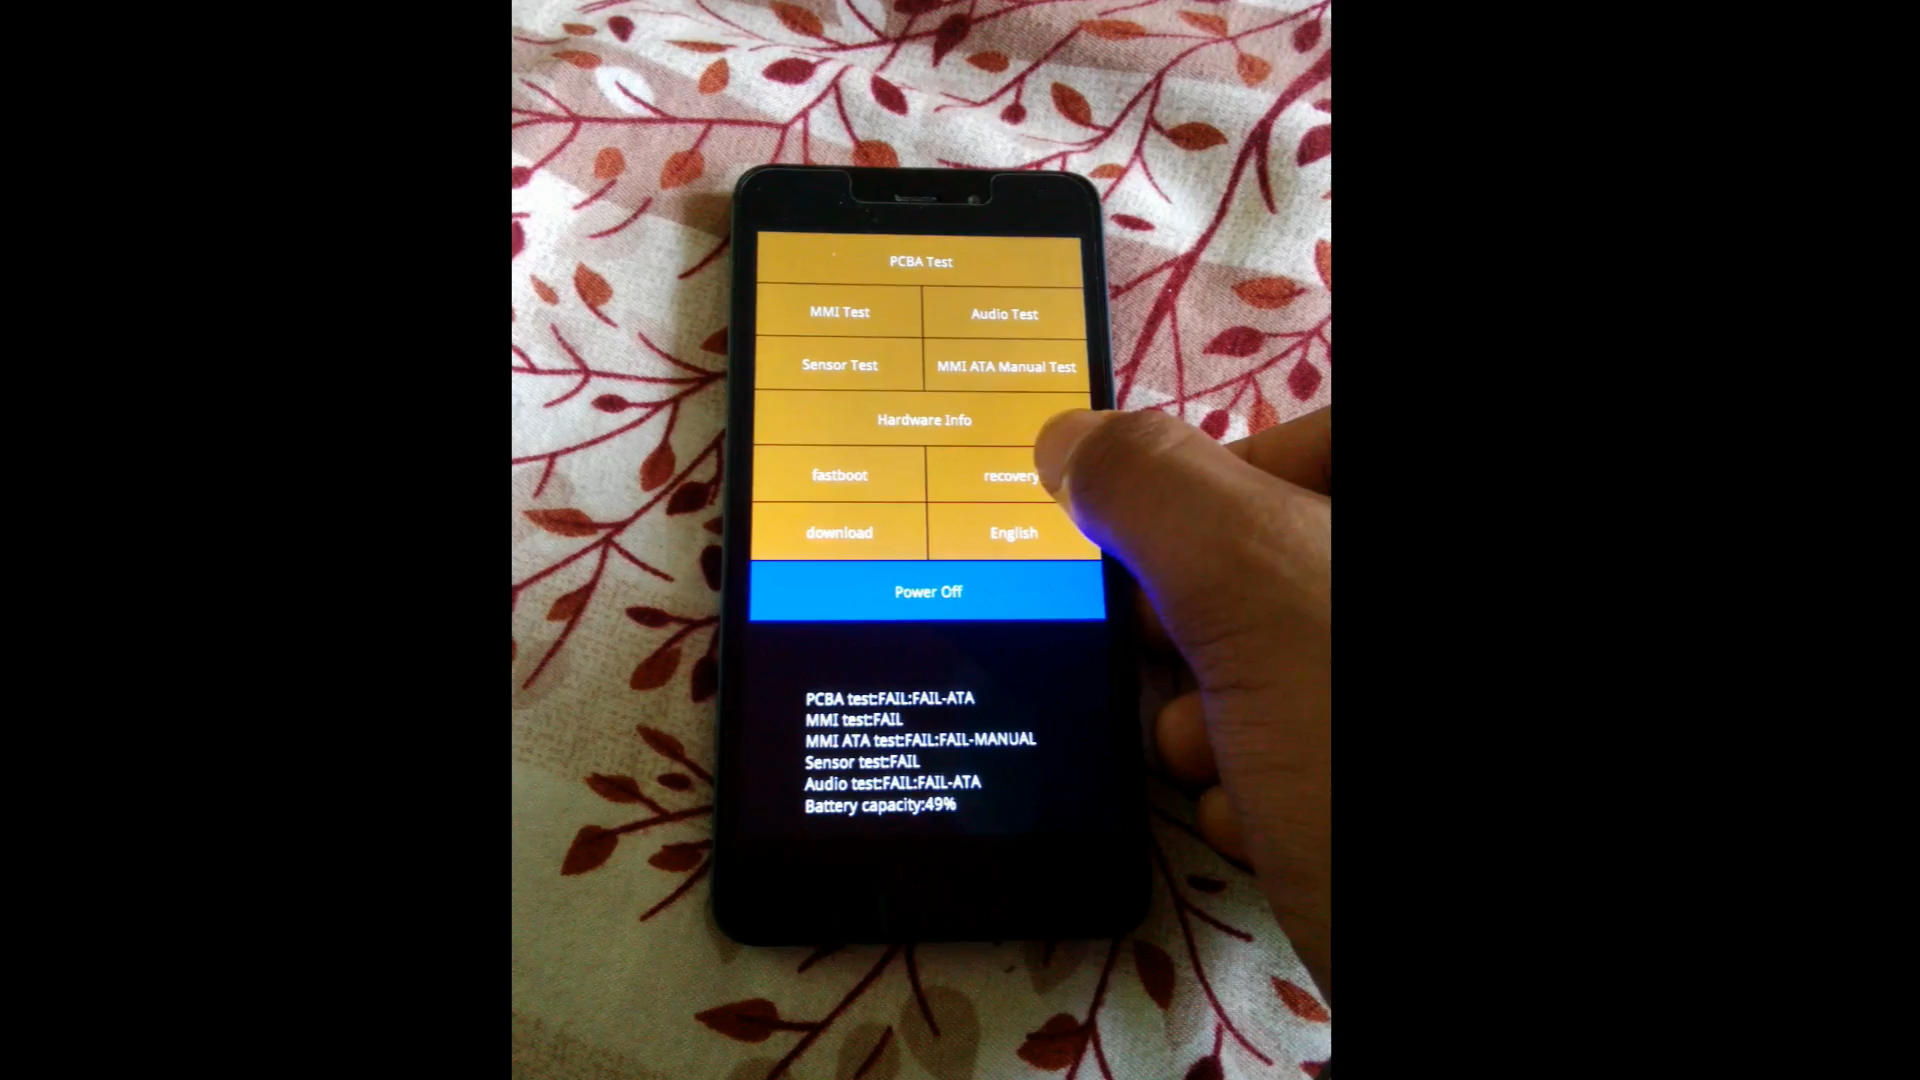 PCBA Test
MMI Test
Audio Test
Sensor Test
MMI ATA Manual Test
Hardware Info
fastboot
recovery
download
English
Power Off
PCBA test:FAIL:FAIL-ATA
MMI test:FAIL
MMI ATA test:FAIL:FAIL-MANUAL
Sensor test:FAIL
Audio test:FAIL:FAIL-ATA
Battery capacity:49%